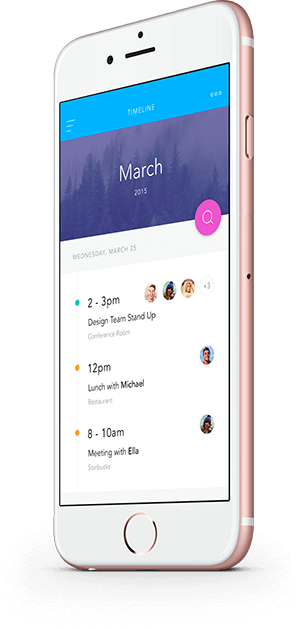 TIMELINE
March
2015
WEDNESDAY, MARCH 25
2 - 3pm
+3
Design Team Stand Up
Conference Room
12pm
Lunch with Michael
Restaurant
8 - 10am
Meeting with Ella
Starbucks